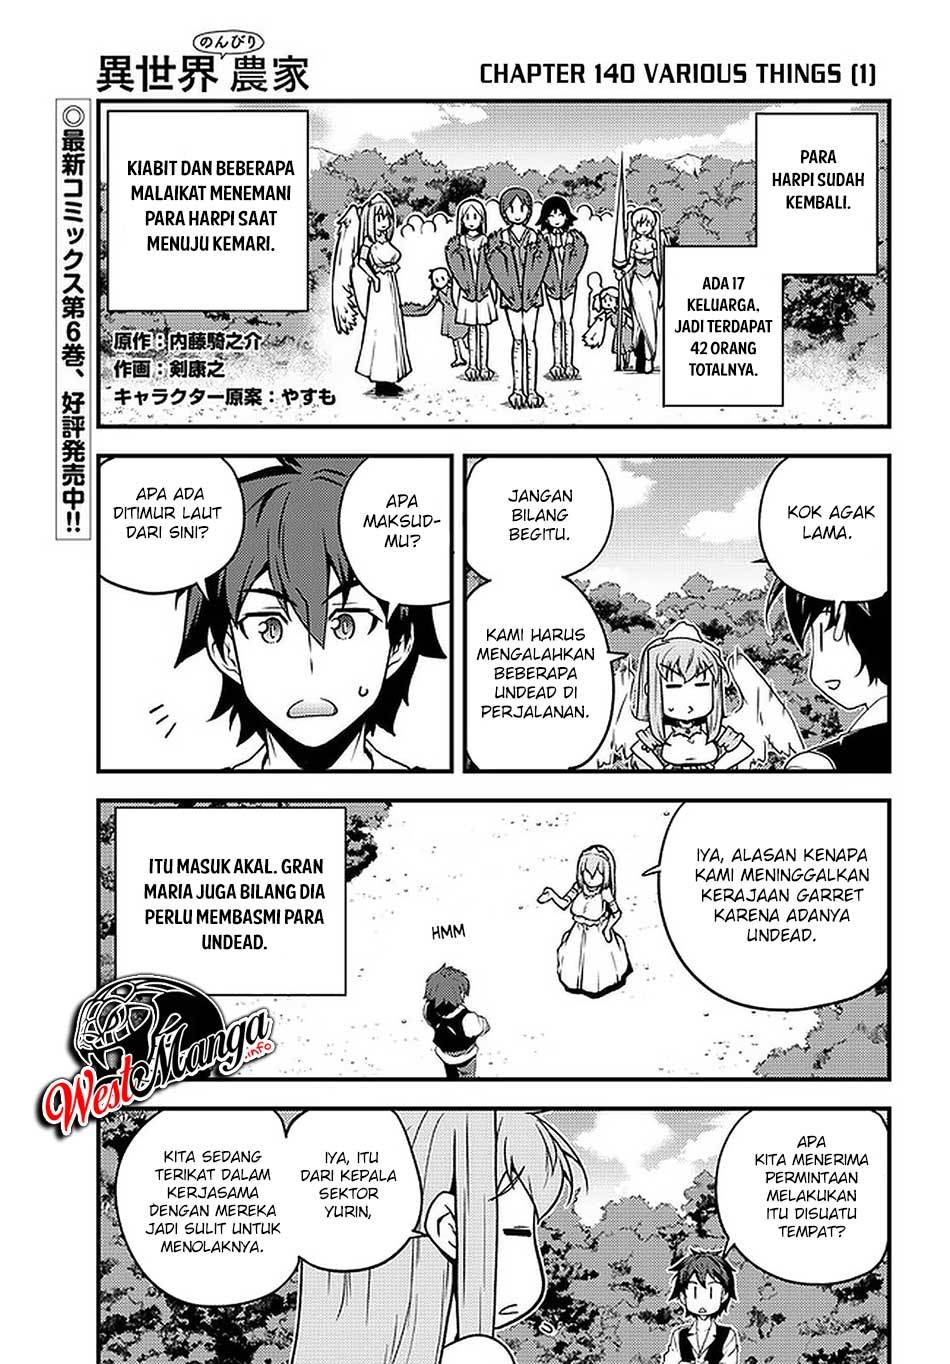 のんびり
異世界 農家
CHAPTER 140 VARIOUS THINGS (1)
◎最新コミックス第6巻、好評発売中!!
PARA
HARPI SUDAH
KEMBALI.
ADA 17
KELUARGA,
JADI TERDAPAT
42 ORANG
TOTALNYA.
KIABIT DAN BEBERAPA
MALAIKAT MENEMANI
PARA HARPI SAAT
MENUJU KEMARI.
原作：内藤騎之介
作画：剣康之
キャラクター原案：やすも
KOK AGAK
LAMA.
JANGAN
BILANG
BEGITU.
KAMI HARUS
MENGALAHKAN
BEBERAPA
UNDEAD DI
PERJALANAN.
APA
MAKSUD-
MU?
APA ADA
DITIMUR LAUT
DARI SINI?
IYA, ALASAN KENAPA
KAMI MENINGGALKAN
KERAJAAN GARRET
KARENA ADANYA
UNDEAD.
HMM
ITU MASUK AKAL. GRAN
MARIA JUGA BILANG DIA
PERLU MEMBASMI PARA
UNDEAD.
WestManga
.info
APA
KITA MENERIMA
PERMINTAAN
MELAKUKAN
ITU DISUATU
TEMPAT?
IYA, ITU
DARI KEPALA
SEKTOR
YURIN,
KITA SEDANG
TERIKAT DALAM
KERJASAMA
DENGAN MEREKA
JADI SULIT UNTUK
MENOLAKNYA.